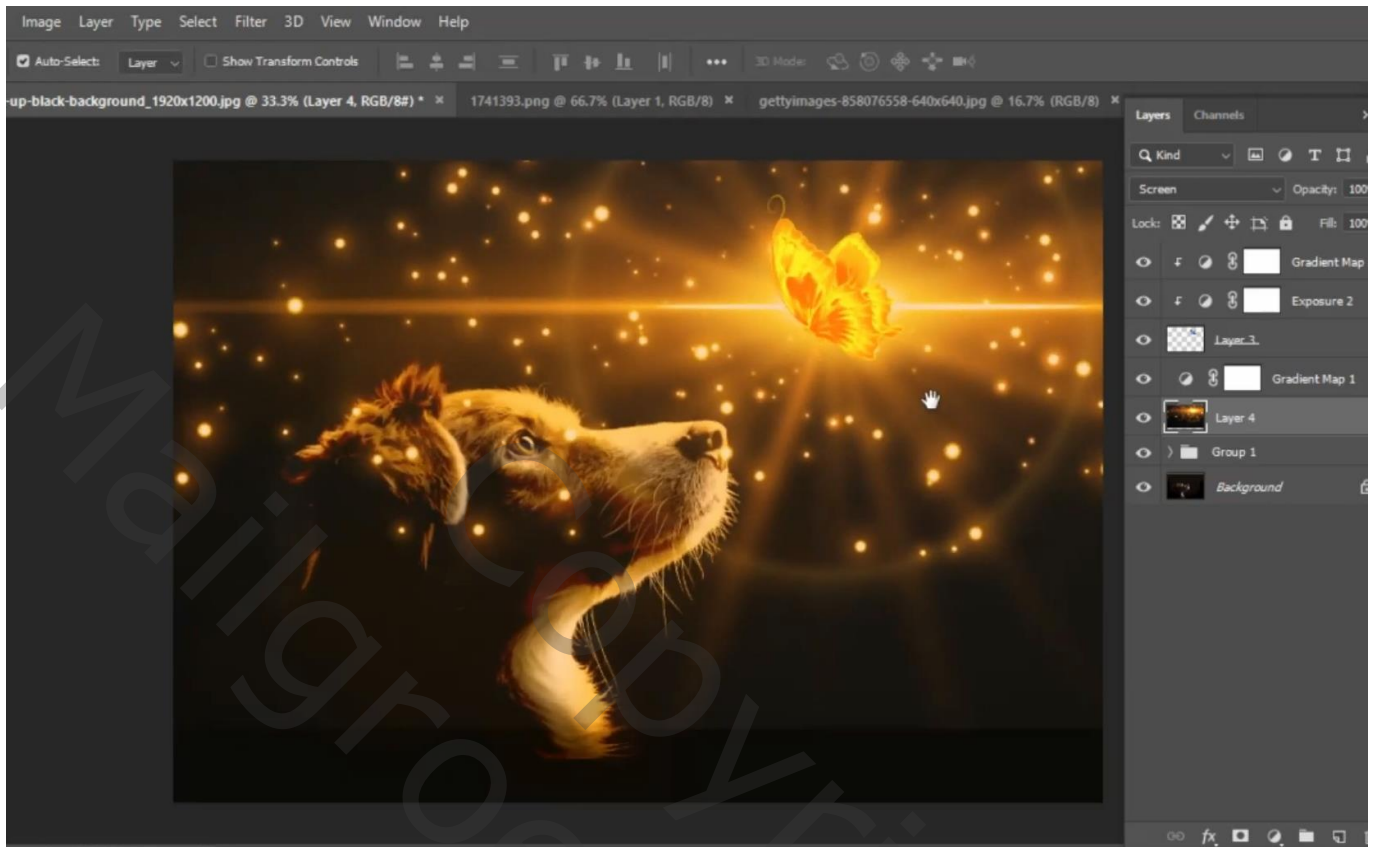 Image Layer Type Select Filter 3D View Window Help
Auto-Select: Layer Show Transform Controls 3D Mode:
-up-black-background_1920x1200.jpg @ 33.3% (Layer 4, RGB/8#) * × 1741393.png @ 66.7% (Layer 1, RGB/8) × gettyimages-858076558-640x640.jpg @ 16.7% (RGB/8) ×
Layers Channels
Kind
Screen Opacity: 100
Lock: Fill: 100
Gradient Map
Exposure 2
Layer 3
Gradient Map 1
Layer 4
Group 1
Background
fx